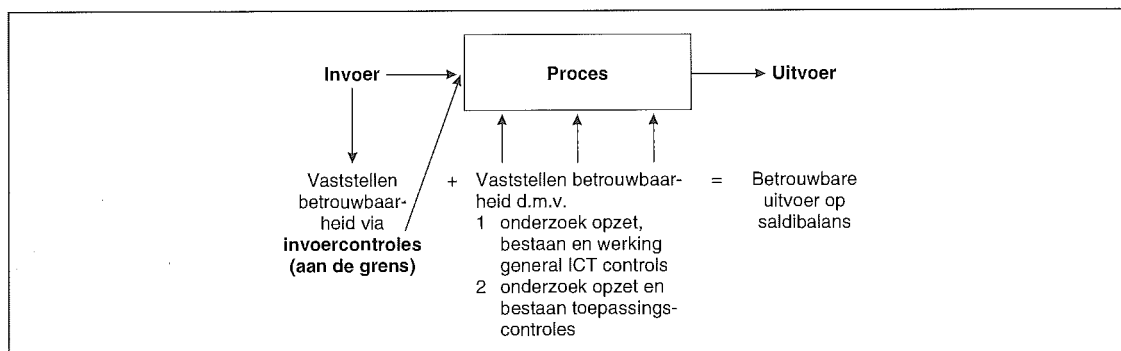 Invoer
Proces
Uitvoer
Vaststellen
betrouwbaar-
heid via
invoercontroles
(aan de grens)
+
Vaststellen betrouwbaar-
heid d.m.v.
1 onderzoek opzet,
bestaan en werking
general ICT controls
2 onderzoek opzet en
bestaan toepassings-
controles
=
Betrouwbare
uitvoer op
saldibalans